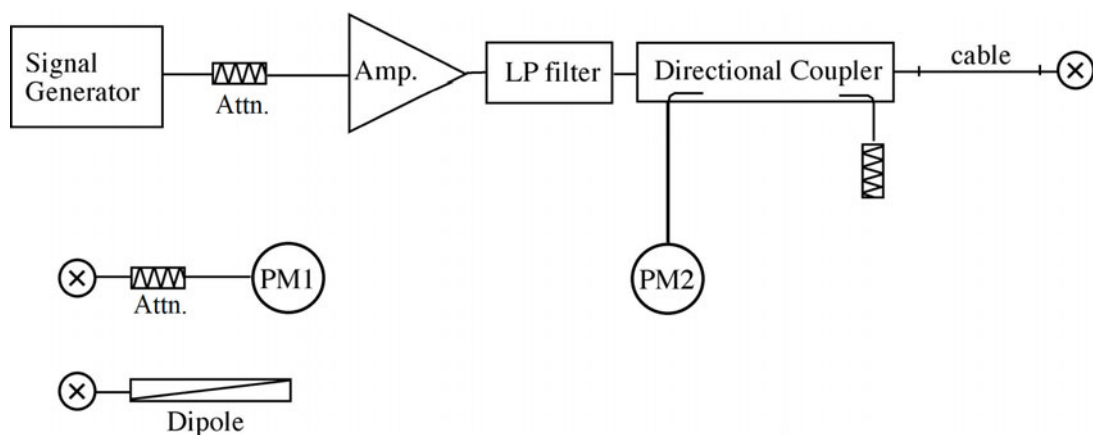 Signal
Generator
Attn.
Amp.
LP filter
Directional Coupler
cable
PM1
Attn.
PM2
Dipole